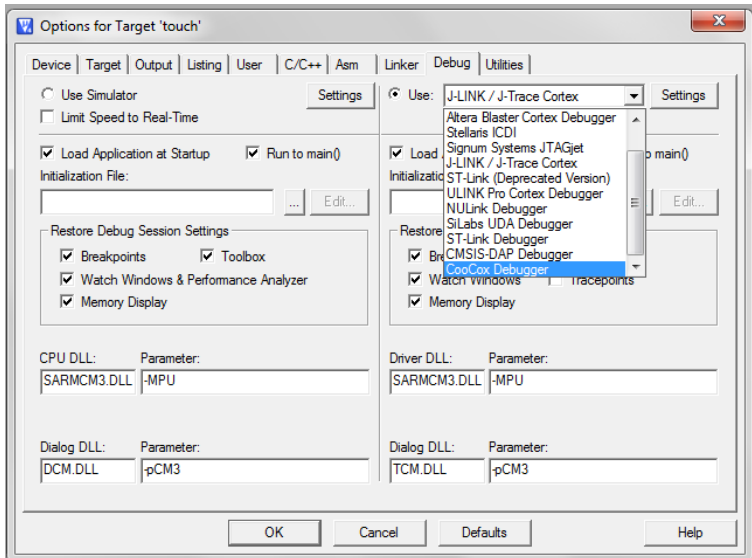 Options for Target 'touch'
Device Target Output Listing User C/C++ Asm Linker Debug Utilities
Use Simulator Settings
Limit Speed to Real-Time
Load Application at Startup Run to main()
Initialization File:
... Edit...
Restore Debug Session Settings
Breakpoints Toolbox
Watch Windows & Performance Analyzer
Memory Display
CPU DLL: Parameter:
SARMCM3.DLL -MPU
Dialog DLL: Parameter:
DCM.DLL -pCM3
Use: J-LINK / J-Trace Cortex Settings
Altera Blaster Cortex Debugger
Stellaris ICDI
Signum Systems JTAGjet
J-LINK / J-Trace Cortex
ST-Link (Deprecated Version)
ULINK Pro Cortex Debugger
NULink Debugger
SiLabs UDA Debugger
ST-Link Debugger
CMSIS-DAP Debugger
CooCox Debugger
Load
Edit...
Watch Windows Tracepoints
Memory Display
Driver DLL: Parameter:
SARMCM3.DLL -MPU
Dialog DLL: Parameter:
TCM.DLL -pCM3
OK Cancel Defaults Help